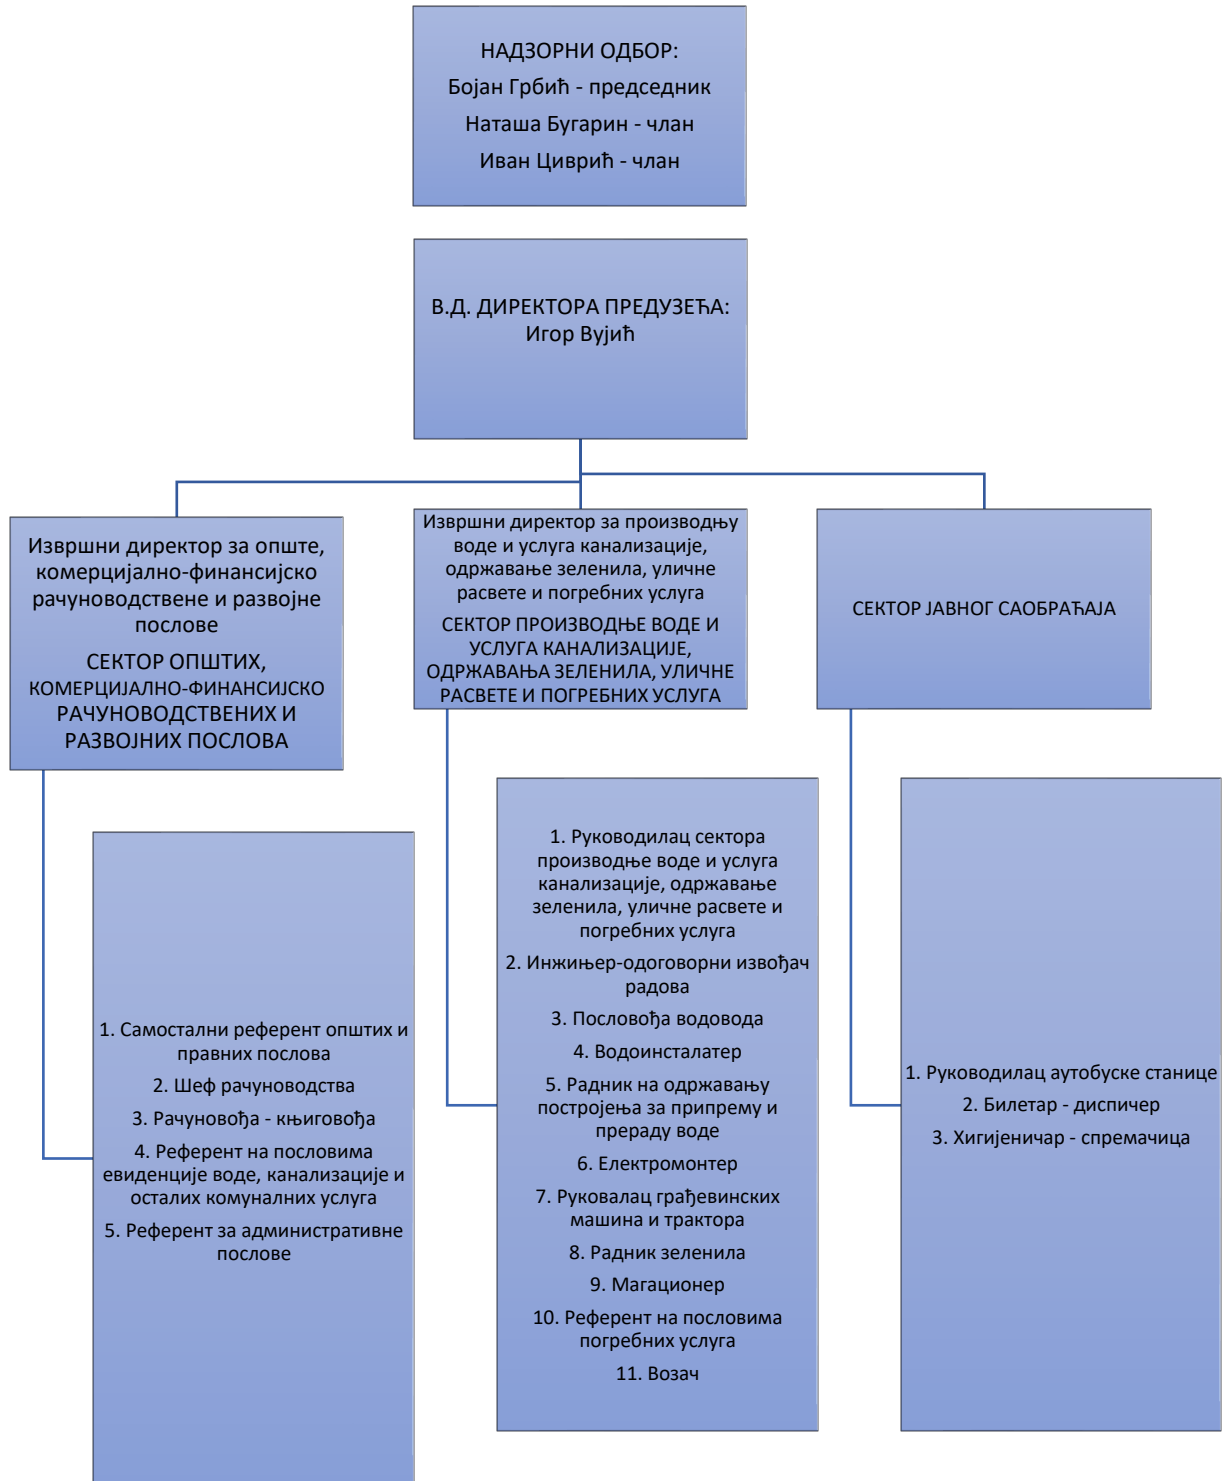 НАДЗОРНИ ОДБОР:
Бојан Грбић - председник
Наташа Бугарин - члан
Иван Циврић - члан
В.Д. ДИРЕКТОРА ПРЕДУЗЕЋА:
Игор Вујић
Извршни директор за опште,
комерцијално-финансијско
рачуноводствене и развојне
послове
СЕКТОР ОПШТИХ,
КОМЕРЦИЈАЛНО-ФИНАНСИЈСКО
РАЧУНОВОДСТВЕНИХ И
РАЗВОЈНИХ ПОСЛОВА
Извршни директор за производњу
воде и услуга канализације,
одржавање зеленила, уличне
расвете и погребних услуга
СЕКТОР ПРОИЗВОДЊЕ ВОДЕ И
УСЛУГА КАНАЛИЗАЦИЈЕ,
ОДРЖАВАЊА ЗЕЛЕНИЛА, УЛИЧНЕ
РАСВЕТЕ И ПОГРЕБНИХ УСЛУГА
СЕКТОР ЈАВНОГ САОБРАЋАЈА
1. Самостални референт општих и
правних послова
2. Шеф рачуноводства
3. Рачуновођа - књиговођа
4. Референт на пословима
евиденције воде, канализације и
осталих комуналних услуга
5. Референт за административне
послове
1. Руководилац сектора
производње воде и услуга
канализације, одржавање
зеленила, уличне расвете и
погребних услуга
2. Инжињер-одоговорни извођач
радова
3. Пословођа водовода
4. Водоинсталатер
5. Радник на одржавању
постројења за припрему и
прераду воде
6. Електромонтер
7. Руковалац грађевинских
машина и трактора
8. Радник зеленила
9. Магационер
10. Референт на пословима
погребних услуга
11. Возач
1. Руководилац аутобуске станице
2. Билетар - диспичер
3. Хигијеничар - спремачица